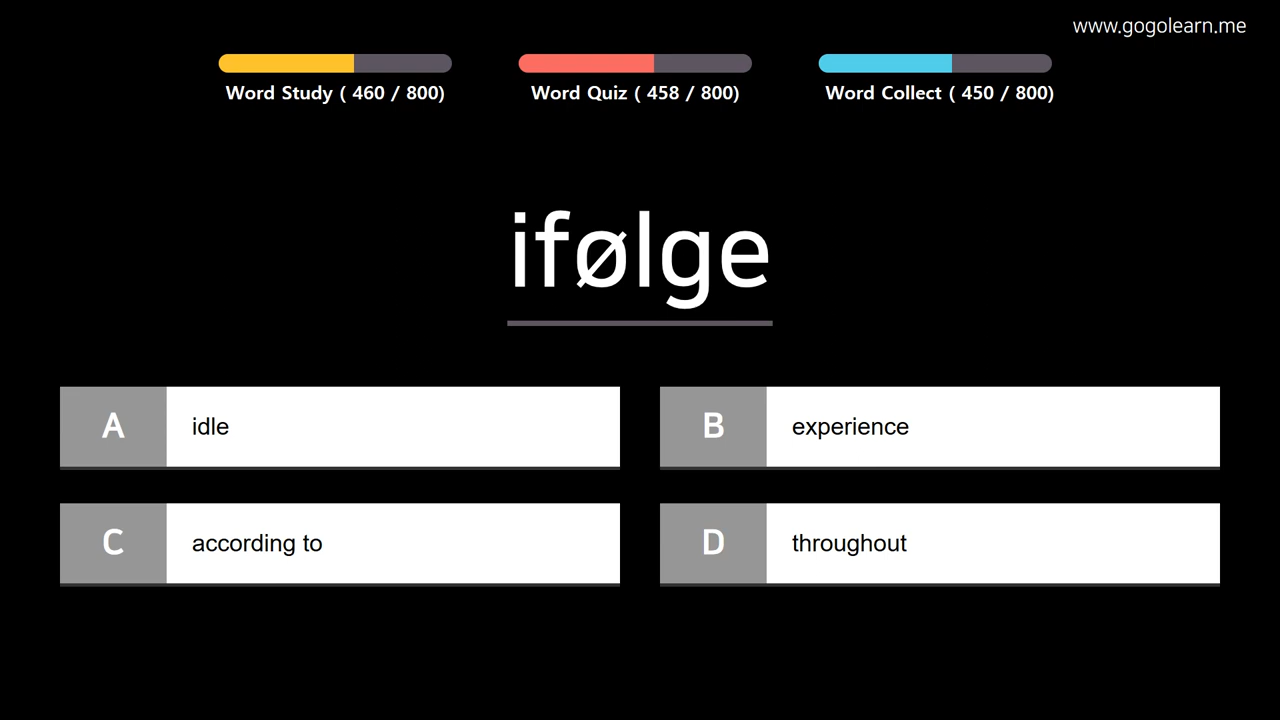 www.gogolearn.me
Word Study ( 460 / 800)
Word Quiz ( 458 / 800)
Word Collect ( 450 / 800)
ifølge
A idle
B experience
C according to
D throughout